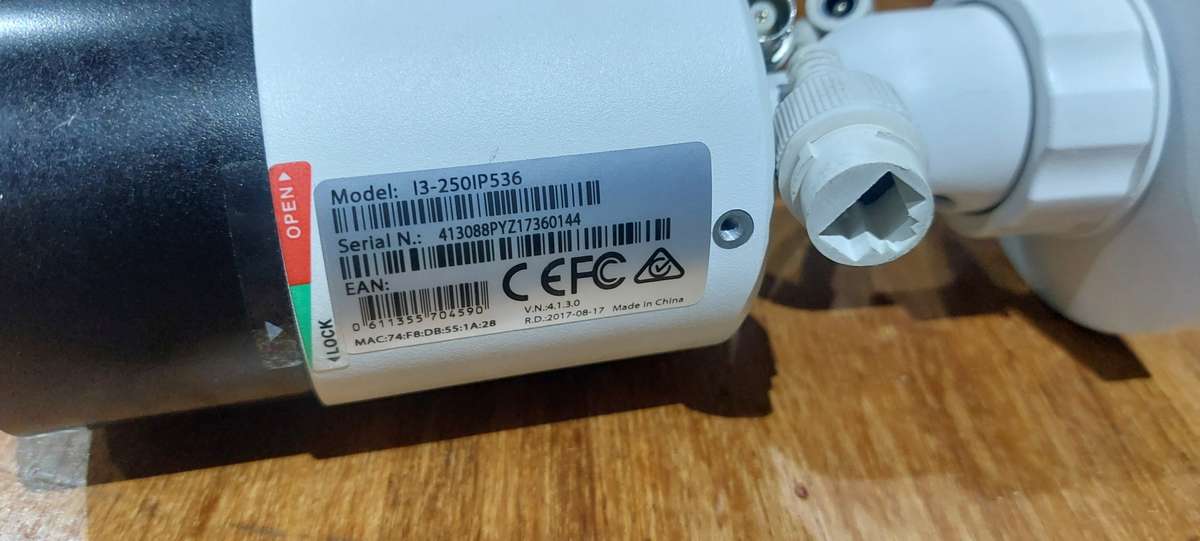 OPEN
LOCK
Model: I3-250IP536
Serial N.: 413088PYZ17360144
EAN:
0 611355 704590
CE FC
V.N.:4.1.3.0
R.D.:2017-08-17 Made in China
MAC:74:F8:DB:55:1A:28